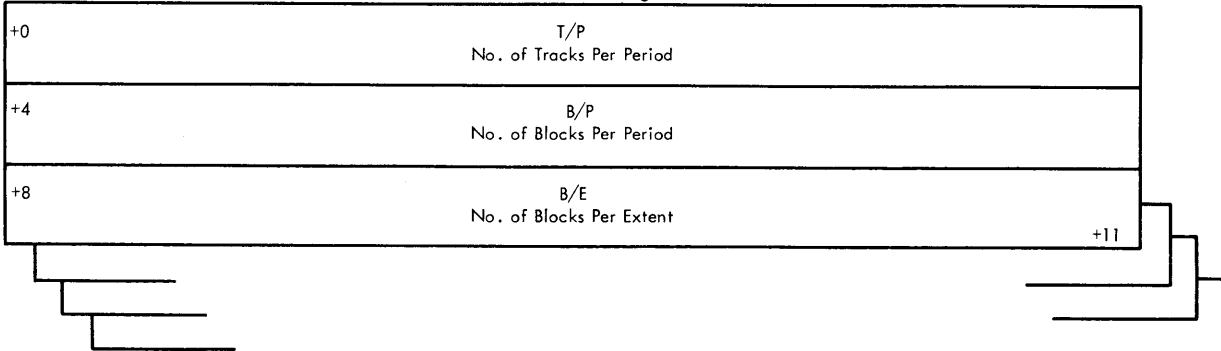 +0
T/P
No. of Tracks Per Period
+4
B/P
No. of Blocks Per Period
+8
B/E
No. of Blocks Per Extent
+11